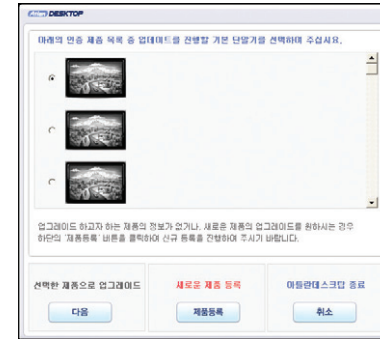 Atlan DESKTOP
아래의 인증 제품 목록 중 업데이트를 진행할 기본 단말기를 선택하여 주십시요.
업그레이드 하고자 하는 제품의 정보가 없거나, 새로운 제품의 업그레이드를 원하시는 경우
하단의 '제품등록' 버튼을 클릭하여 신규 등록을 진행하여 주시기 바랍니다.
선택한 제품으로 업그레이드
다음
새로운 제품 등록
제품등록
아틀란데스크탑 종료
취소